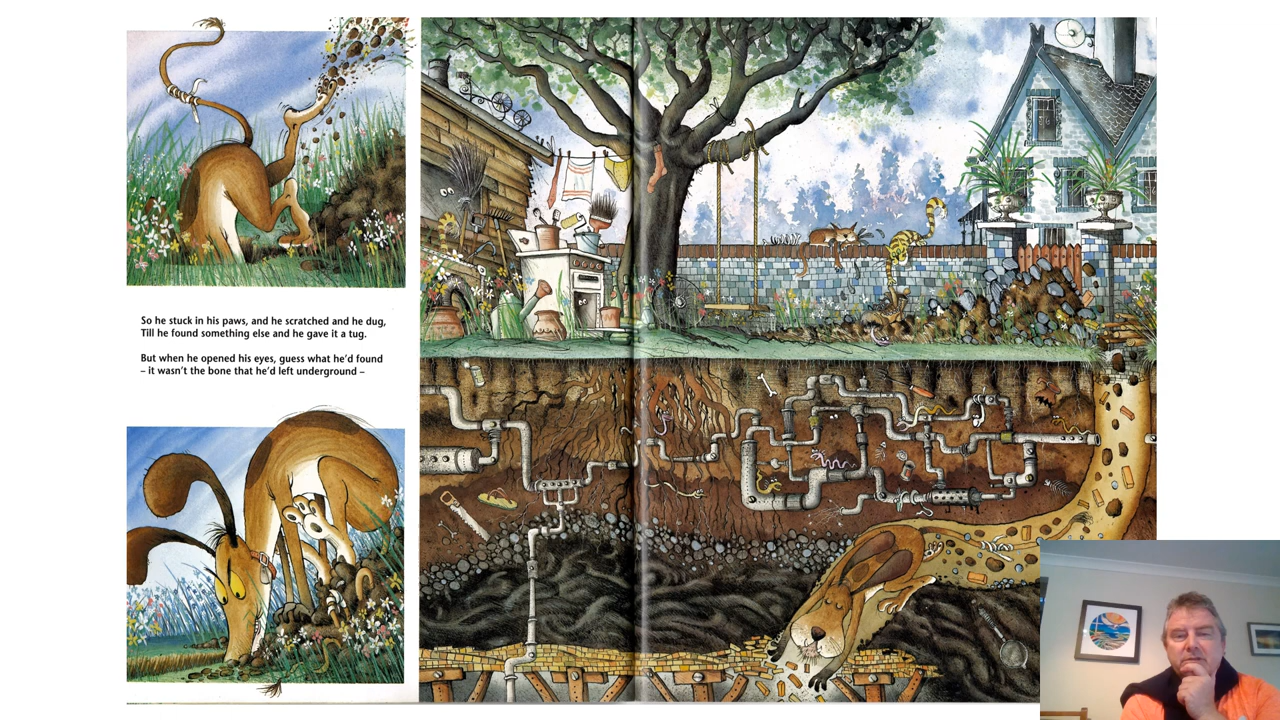 So he stuck in his paws, and he scratched and he dug,
Till he found something else and he gave it a tug.
But when he opened his eyes, guess what he'd found
– it wasn't the bone that he'd left underground –